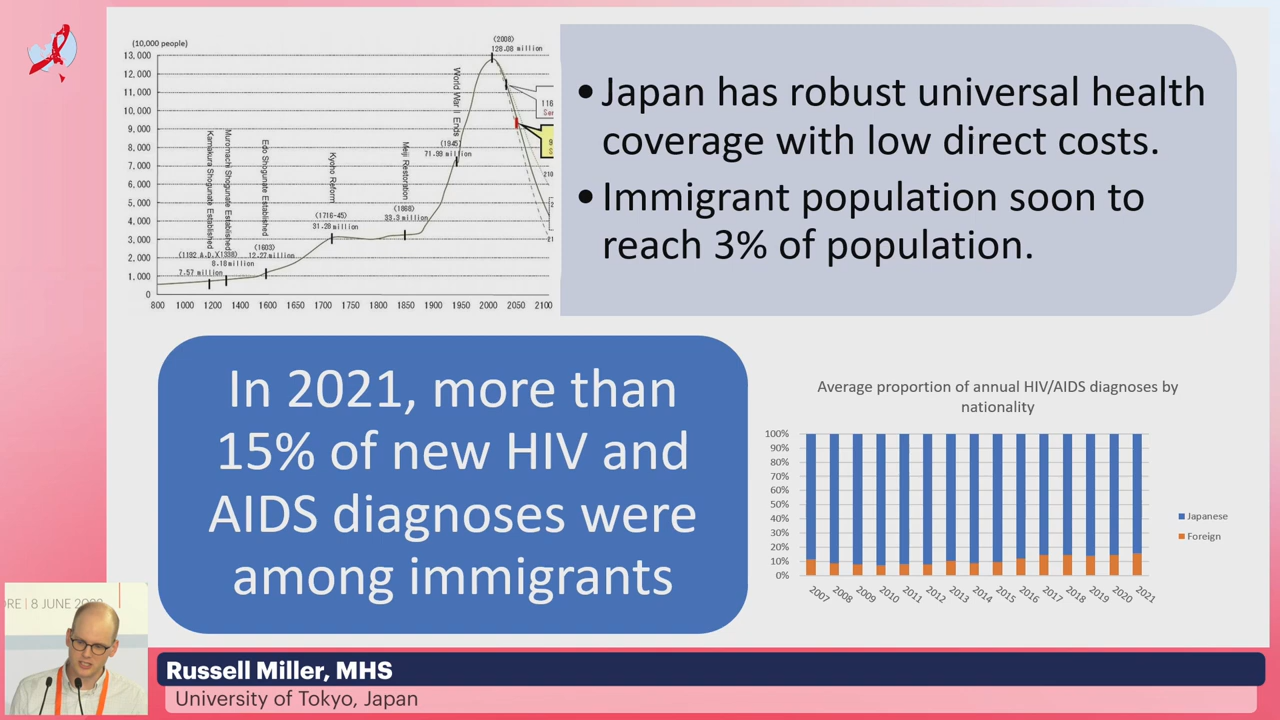 (10,000 people)
13,000
12,000
11,000
10,000
9,000
8,000
7,000
6,000
5,000
4,000
3,000
2,000
1,000
0
800 1000 1200 1400 1600 1650 1700 1750 1800 1850 1900 1950 2000 2050 2100
Kamakura Shogunate Established
(1192 A.D.)
7.57 million
Muromachi Shogunate Established
(1338)
8.18 million
Edo Shogunate Established
(1603)
12.27 million
Kyoho Reform
(1716-45)
31.28 million
Meiji Restoration
(1868)
33.3 million
World War II Ends
(1945)
71.99 million
(2008)
128.08 million
116
• Japan has robust universal health
coverage with low direct costs.
• Immigrant population soon to
reach 3% of population.
In 2021, more than
15% of new HIV and
AIDS diagnoses were
among immigrants
Average proportion of annual HIV/AIDS diagnoses by
nationality
100%
90%
80%
70%
60%
50%
40%
30%
20%
10%
0%
2007 2008 2009 2010 2011 2012 2013 2014 2015 2016 2017 2018 2019 2020 2021
Japanese
Foreign
ORE | 8 JUNE
Russell Miller, MHS
University of Tokyo, Japan